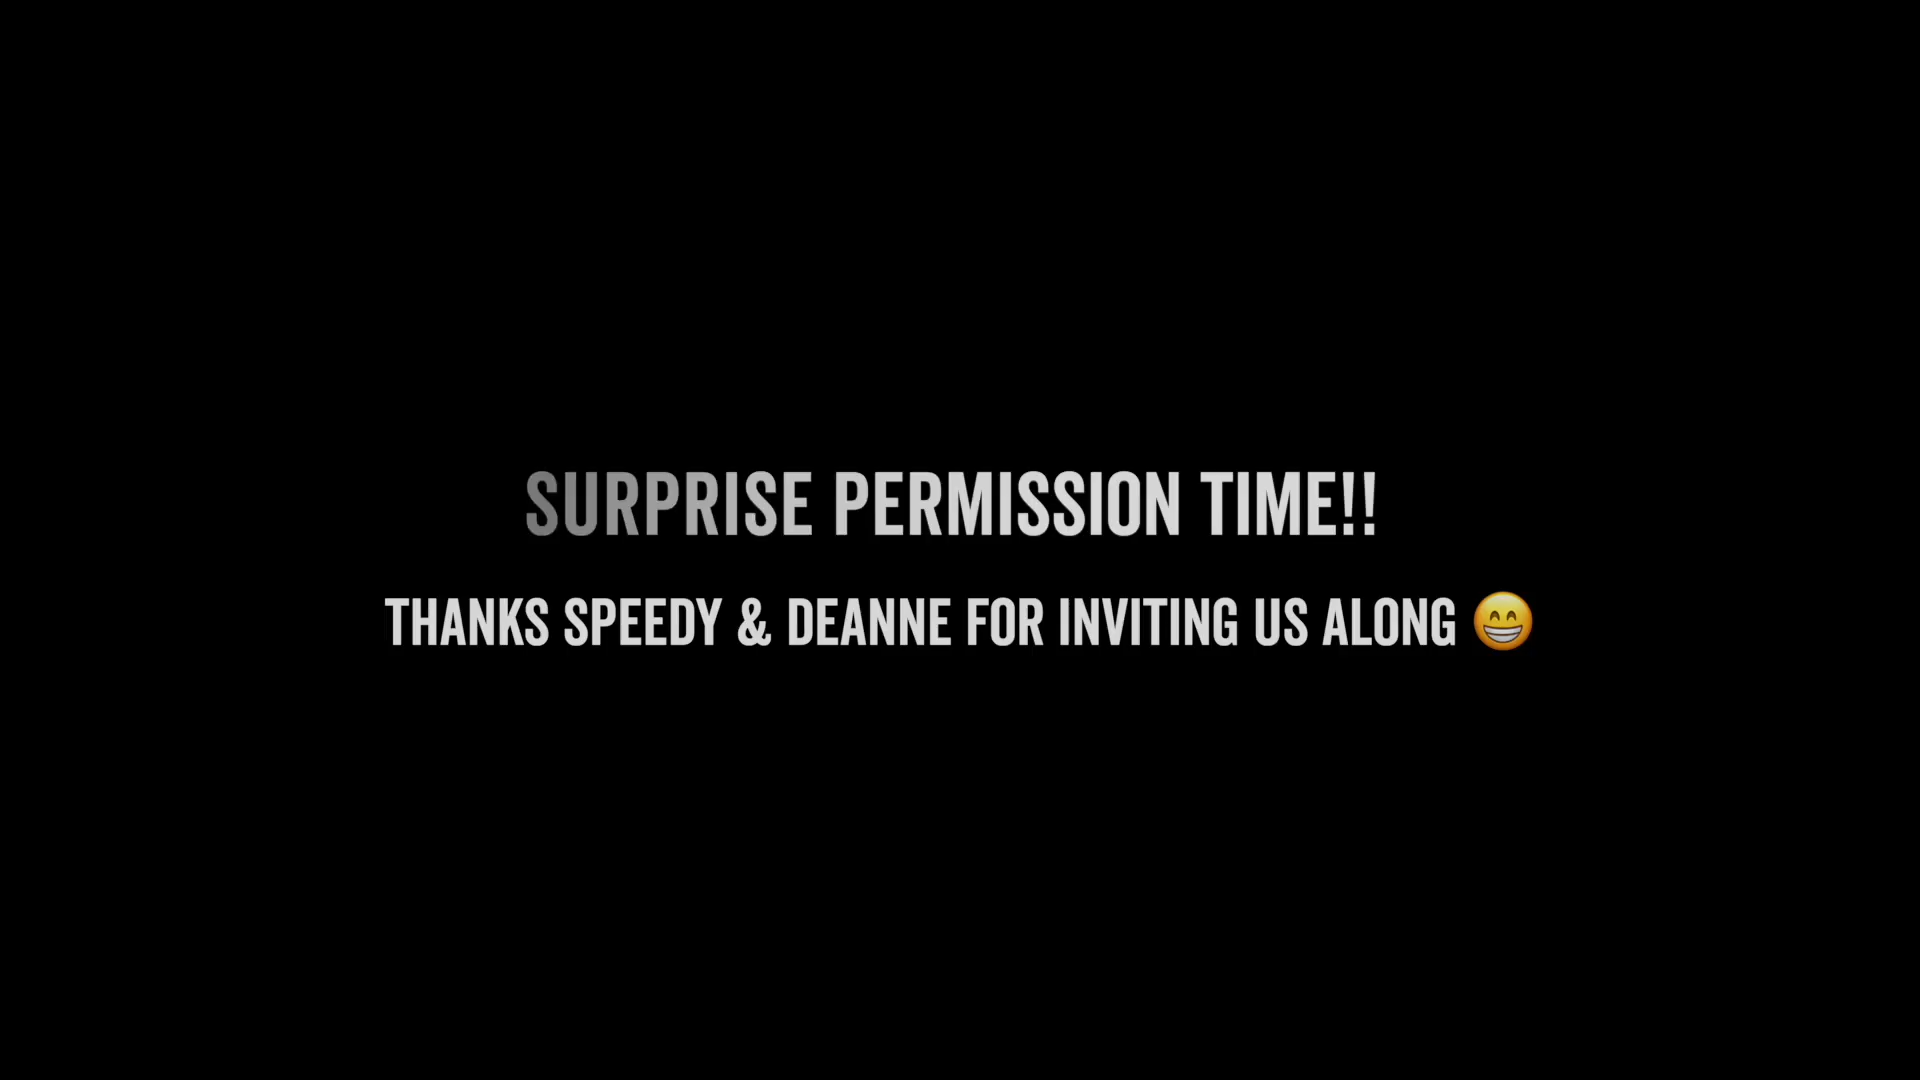 SURPRISE PERMISSION TIME!!
THANKS SPEEDY & DEANNE FOR INVITING US ALONG 😁